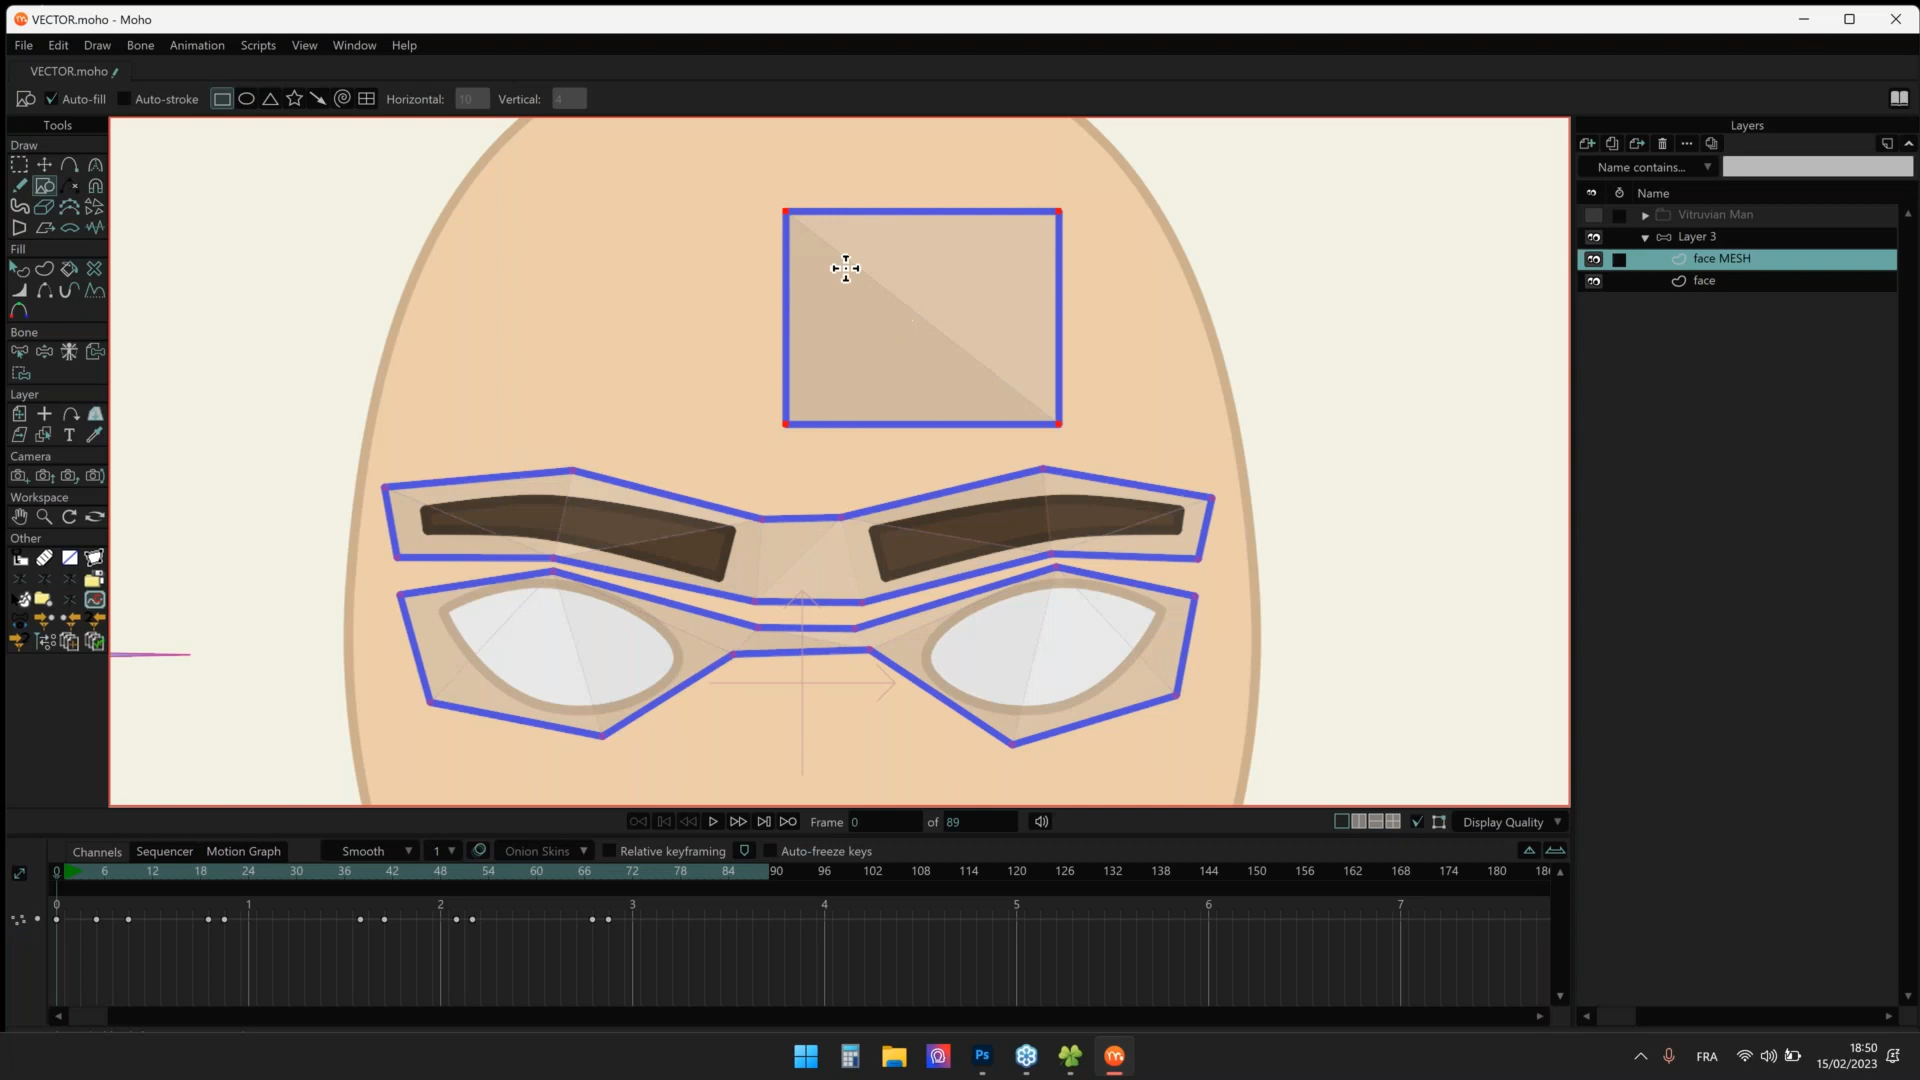 VECTOR.moho - Moho
File Edit Draw Bone Animation Scripts View Window Help
VECTOR.moho
Auto-fill Auto-stroke Horizontal: 10 Vertical: 4
Tools
Draw
Fill
Bone
Layer
T
Camera
Workspace
Other
Layers
Name contains...
Name
Vitruvian Man
Layer 3
face MESH
face
Frame 0 of 89
Display Quality
Channels Sequencer Motion Graph Smooth 1 Onion Skins Relative keyframing Auto-freeze keys
0 6 12 18 24 30 36 42 48 54 60 66 72 78 84 90 96 102 108 114 120 126 132 138 144 150 156 162 168 174 180
0 1 2 3 4 5 6 7
Ps
FRA
18:50
15/02/2023